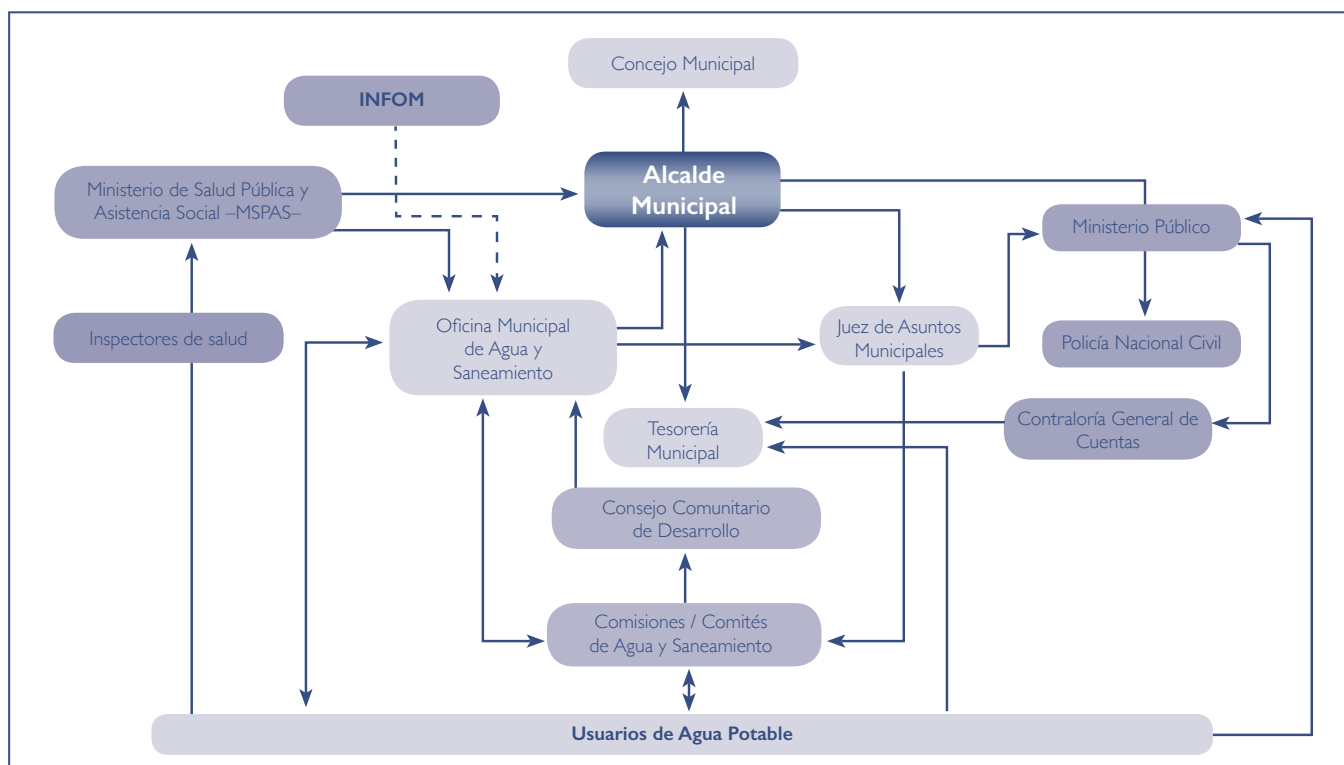 Concejo Municipal
INFOM
Ministerio de Salud Pública y
Asistencia Social –MSPAS–
Alcalde
Municipal
Ministerio Público
Inspectores de salud
Oficina Municipal
de Agua y
Saneamiento
Juez de Asuntos
Municipales
Policía Nacional Civil
Tesorería
Municipal
Contraloría General de
Cuentas
Consejo Comunitario
de Desarrollo
Comisiones / Comités
de Agua y Saneamiento
Usuarios de Agua Potable